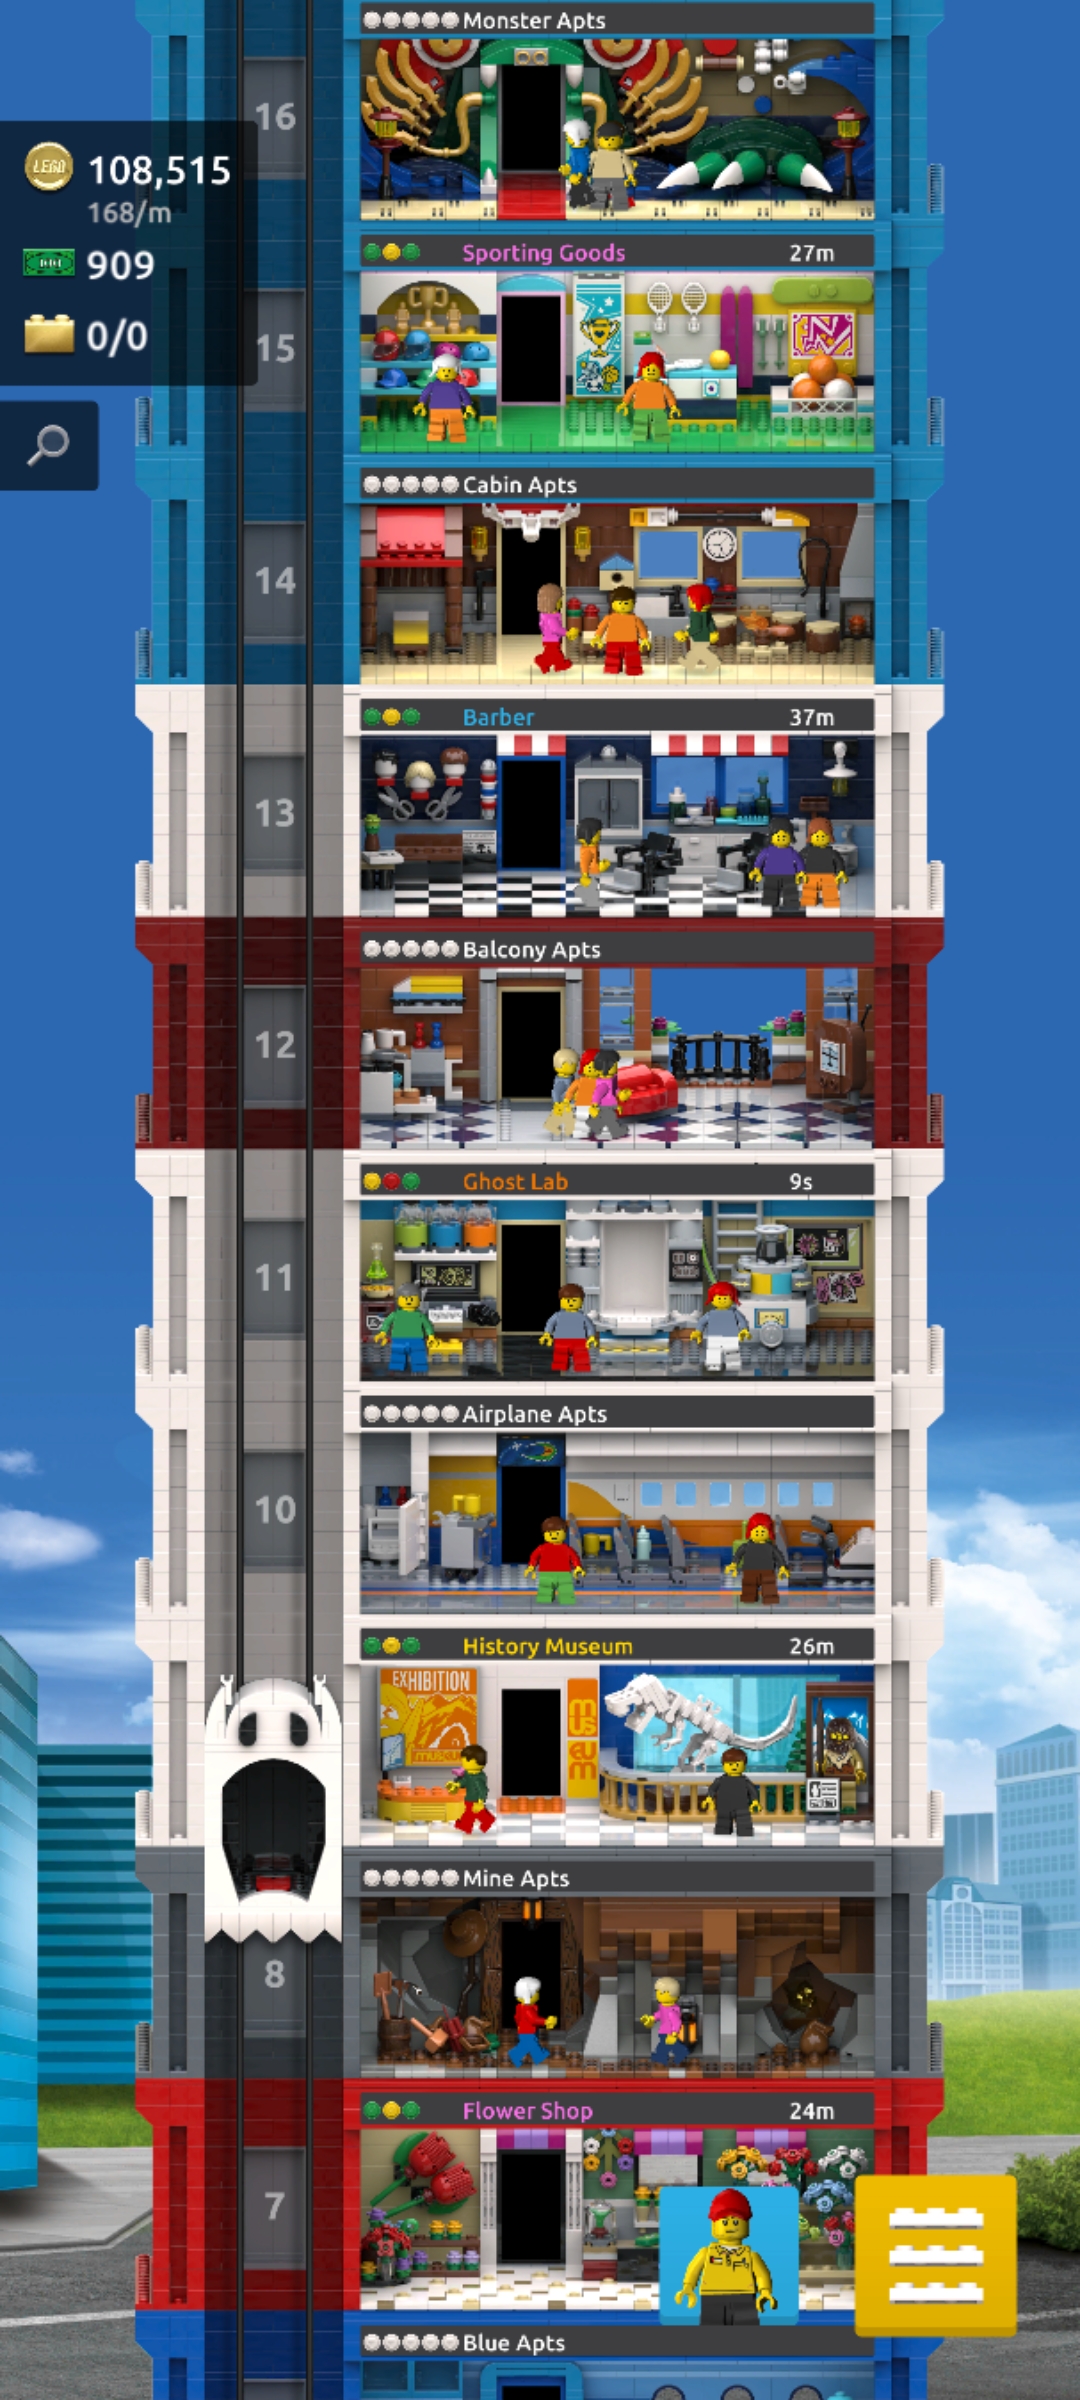 Monster Apts
16
LEGO
108,515
168/m
909
0/0
Sporting Goods 27m
15
Cabin Apts
14
Barber 37m
13
Balcony Apts
12
Ghost Lab 9s
11
Airplane Apts
10
History Museum 26m
EXHIBITION
museum
mus
eum
Mine Apts
8
Flower Shop 24m
7
Blue Apts